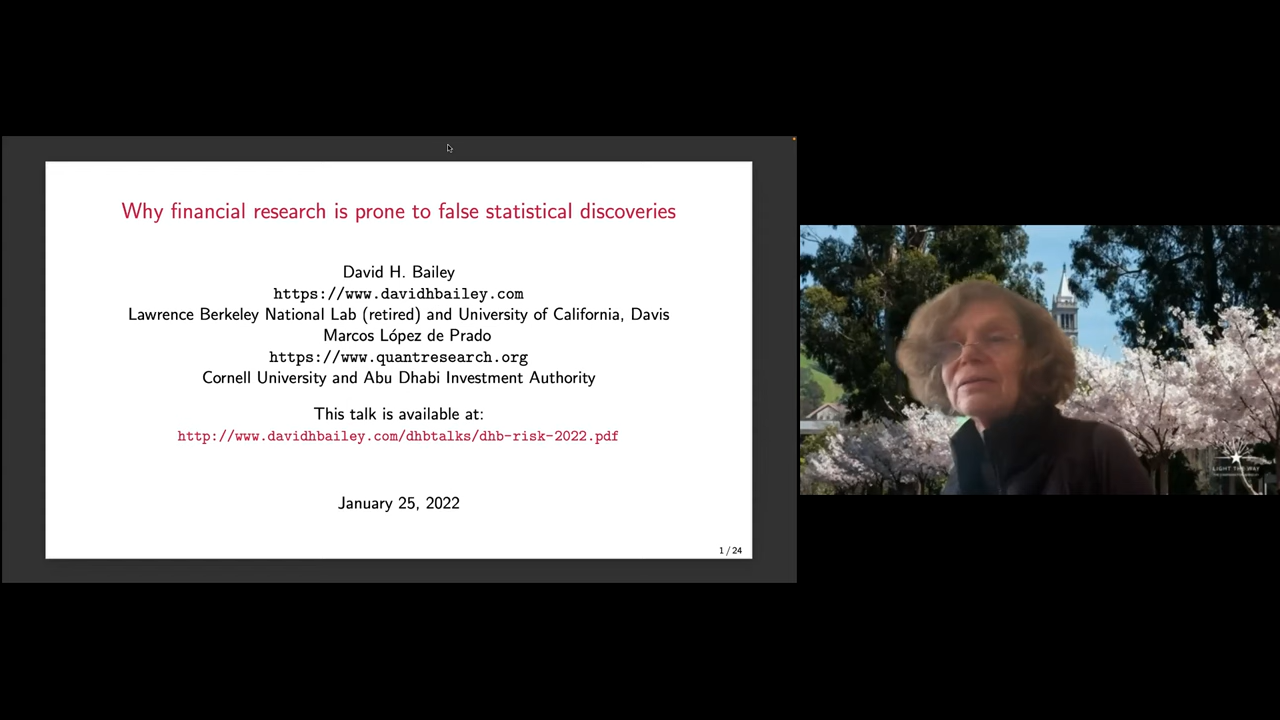 Why financial research is prone to false statistical discoveries
David H. Bailey
https://www.davidhbailey.com
Lawrence Berkeley National Lab (retired) and University of California, Davis
Marcos López de Prado
https://www.quantresearch.org
Cornell University and Abu Dhabi Investment Authority
This talk is available at:
http://www.davidhbailey.com/dhbtalks/dhb-risk-2022.pdf
January 25, 2022
1 / 24
LIGHT THE WAY